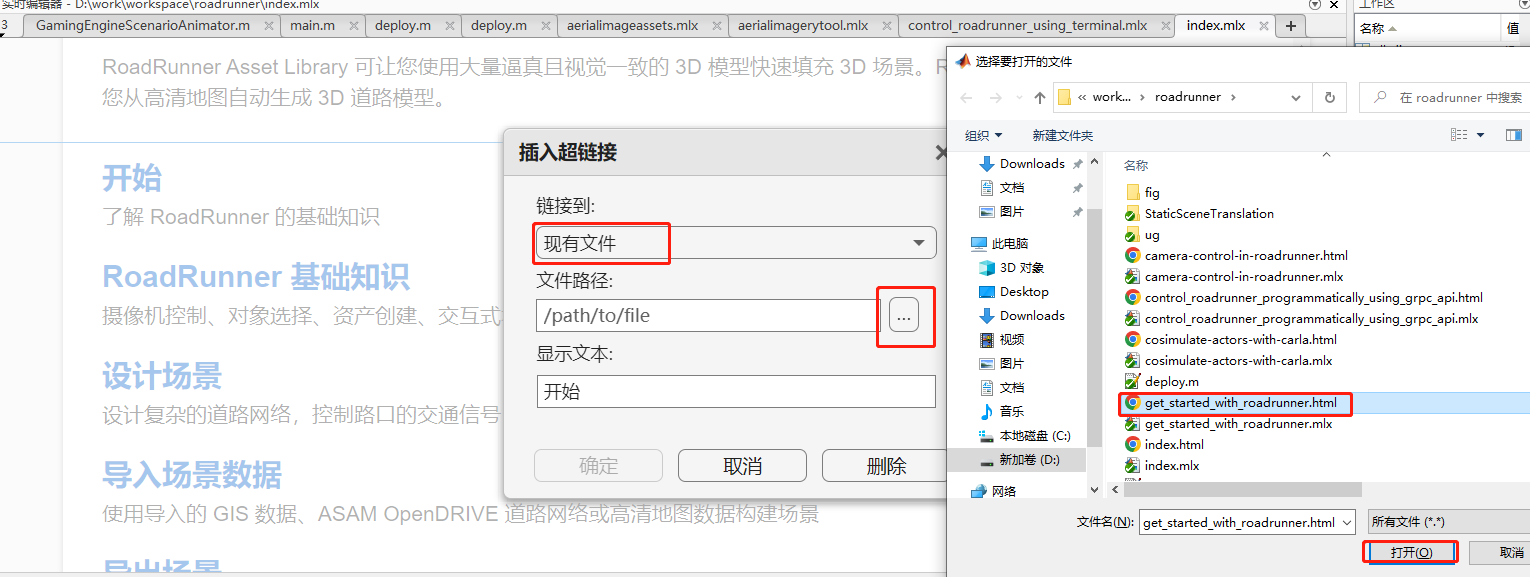 实时编辑器 - D:\work\workspace\roadrunner\index.mlx
工作区
3
GamingEngineScenarioAnimator.m
main.m
deploy.m
deploy.m
aerialimageassets.mlx
aerialimagerytool.mlx
control_roadrunner_using_terminal.mlx
index.mlx
名称
值
RoadRunner Asset Library 可让您使用大量逼真且视觉一致的 3D 模型快速填充 3D 场景。R
您从高清地图自动生成 3D 道路模型。
开始
了解 RoadRunner 的基础知识
RoadRunner 基础知识
摄像机控制、对象选择、资产创建、交互式
设计场景
设计复杂的道路网络，控制路口的交通信号
导入场景数据
使用导入的 GIS 数据、ASAM OpenDRIVE 道路网络或高清地图数据构建场景
导出场景
插入超链接
链接到:
现有文件
文件路径:
/path/to/file
...
显示文本:
开始
确定
取消
删除
选择要打开的文件
« work... › roadrunner ›
在 roadrunner 中搜索
组织
新建文件夹
Downloads
文档
图片
此电脑
3D 对象
Desktop
Downloads
视频
图片
文档
音乐
本地磁盘 (C:)
新加卷 (D:)
网络
名称
fig
StaticSceneTranslation
ug
camera-control-in-roadrunner.html
camera-control-in-roadrunner.mlx
control_roadrunner_programmatically_using_grpc_api.html
control_roadrunner_programmatically_using_grpc_api.mlx
cosimulate-actors-with-carla.html
cosimulate-actors-with-carla.mlx
deploy.m
get_started_with_roadrunner.html
get_started_with_roadrunner.mlx
index.html
index.mlx
文件名(N):
get_started_with_roadrunner.html
所有文件 (*.*)
打开(O)
取消